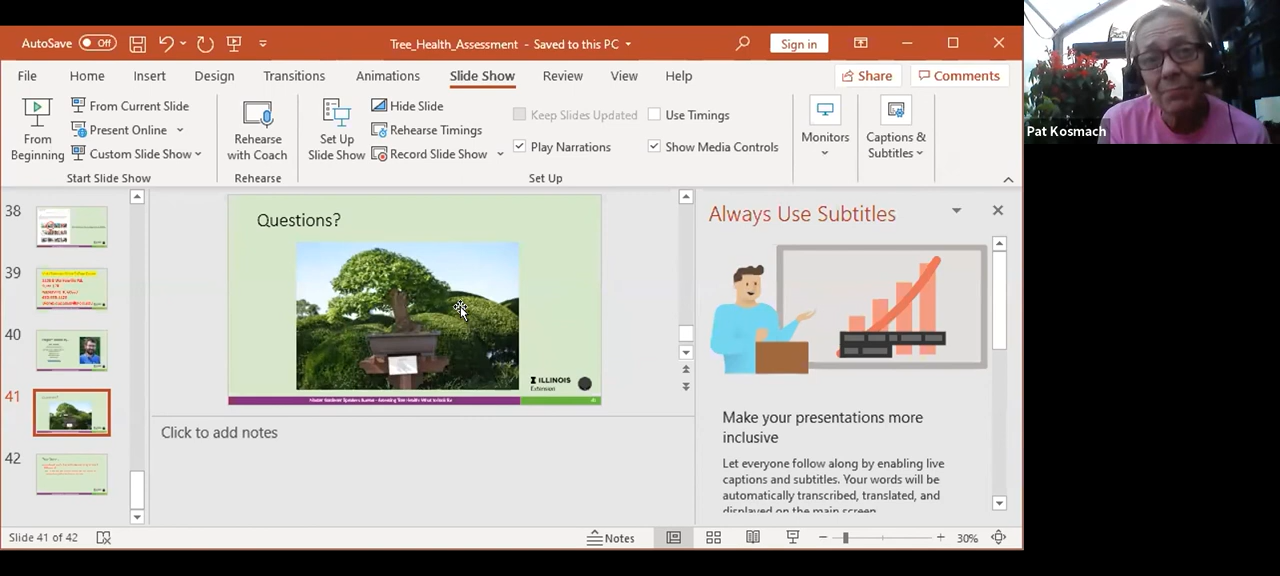 AutoSave Off
Tree_Health_Assessment - Saved to this PC
Sign in
File Home Insert Design Transitions Animations Slide Show Review View Help
Share Comments
From Beginning
From Current Slide
Present Online
Custom Slide Show
Start Slide Show
Rehearse with Coach
Rehearse
Set Up Slide Show
Hide Slide
Rehearse Timings
Record Slide Show
Keep Slides Updated
Play Narrations
Use Timings
Show Media Controls
Set Up
Monitors
Captions & Subtitles
Pat Kosmach
38
39
40
41
42
Questions?
ILLINOIS
Extension
Click to add notes
Always Use Subtitles
Make your presentations more
inclusive
Let everyone follow along by enabling live
captions and subtitles. Your words will be
automatically transcribed, translated, and
displayed on the main screen.
Slide 41 of 42
Notes
30%